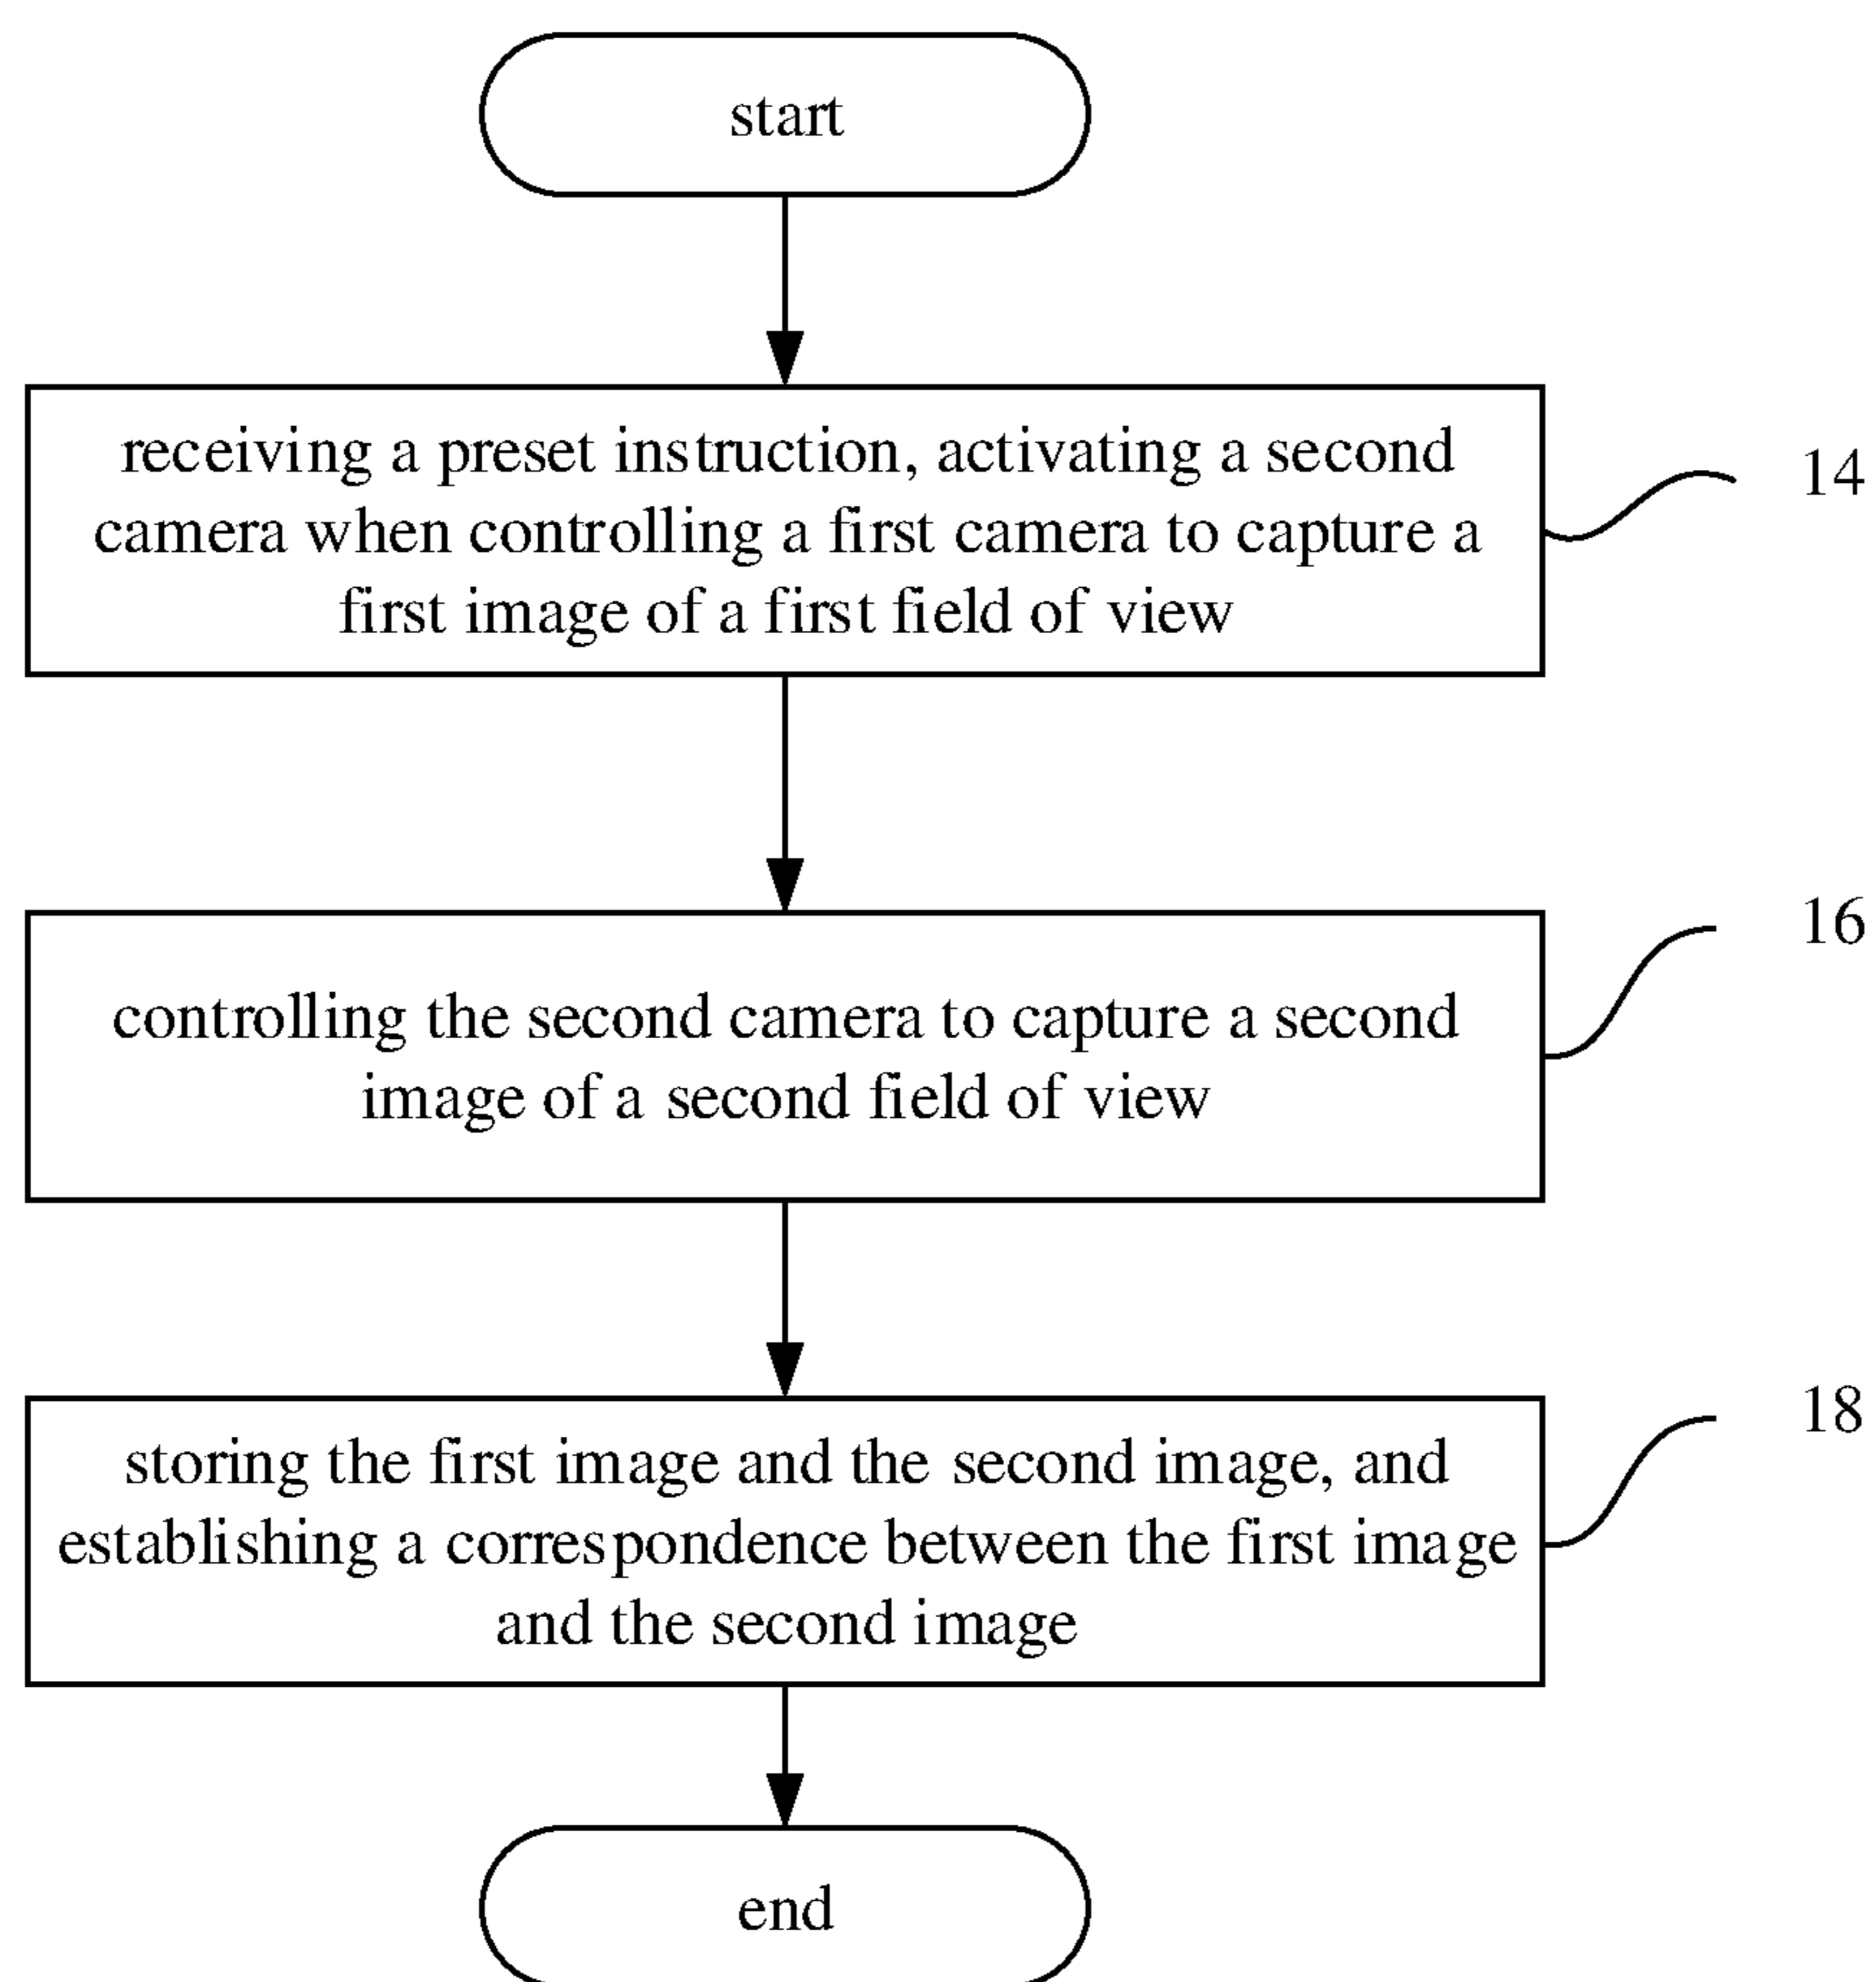 start
receiving a preset instruction, activating a second
camera when controlling a first camera to capture a
first image of a first field of view
14
controlling the second camera to capture a second
image of a second field of view
16
storing the first image and the second image, and
establishing a correspondence between the first image
and the second image
18
end